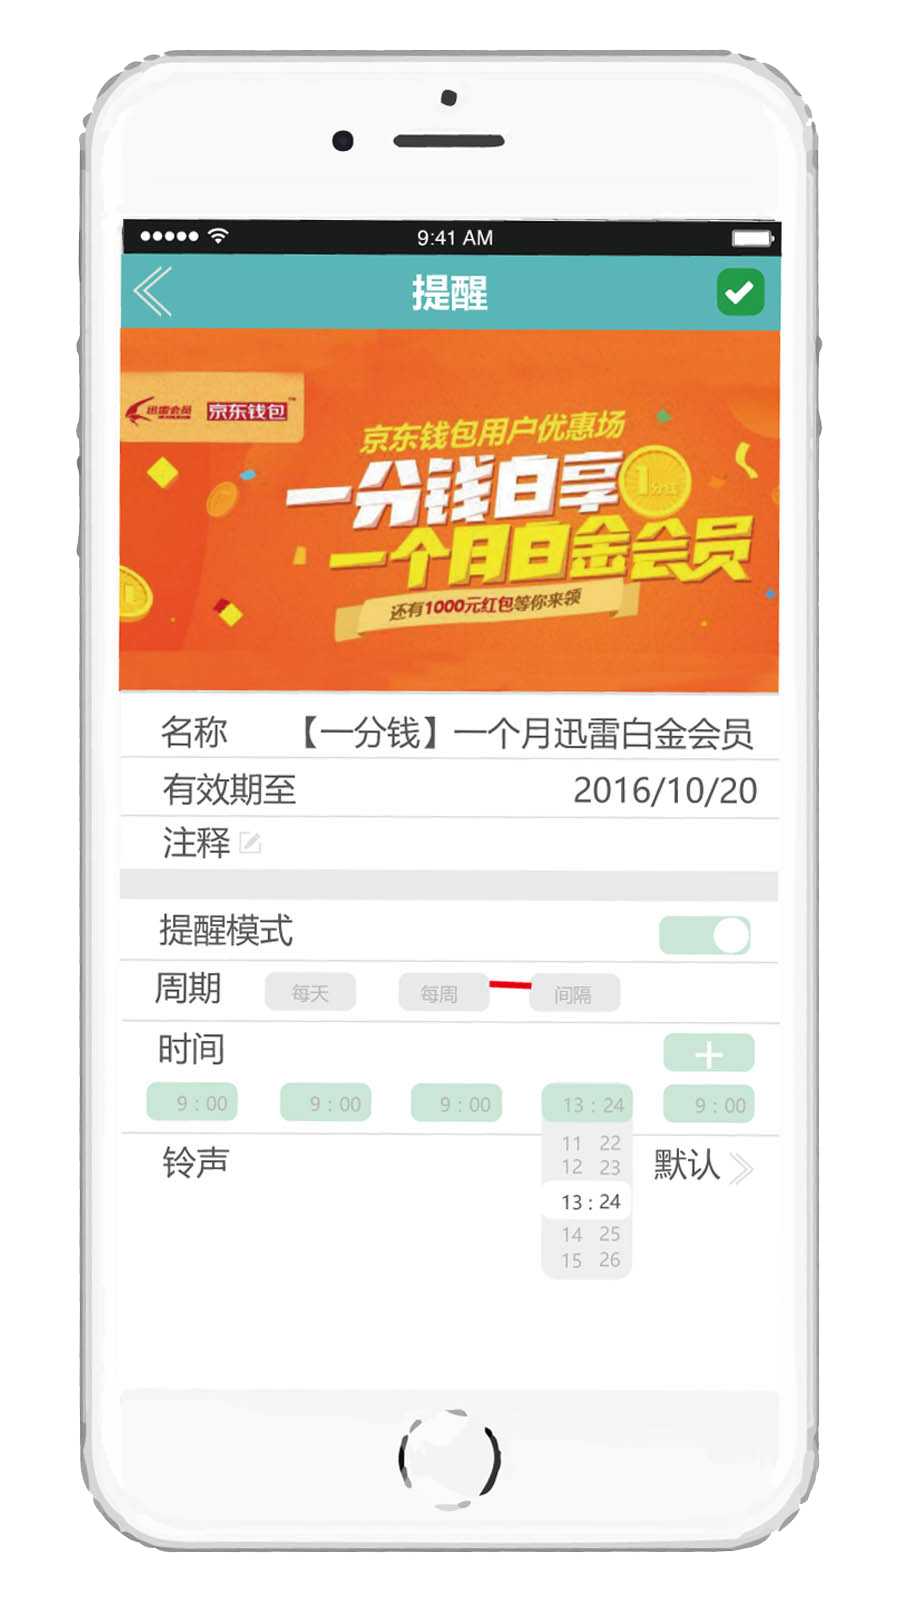 9:41 AM
提醒
迅雷会员 京东钱包™
京东钱包用户优惠场
一分钱白享
1分钱
一个月白金会员
还有1000元红包等你来领
名称 【一分钱】一个月迅雷白金会员
有效期至 2016/10/20
注释
提醒模式
周期 每天 每周 间隔
时间 +
9 : 00 9 : 00 9 : 00 13 : 24 9 : 00
11 22
12 23
铃声 默认
13 : 24
14 25
15 26